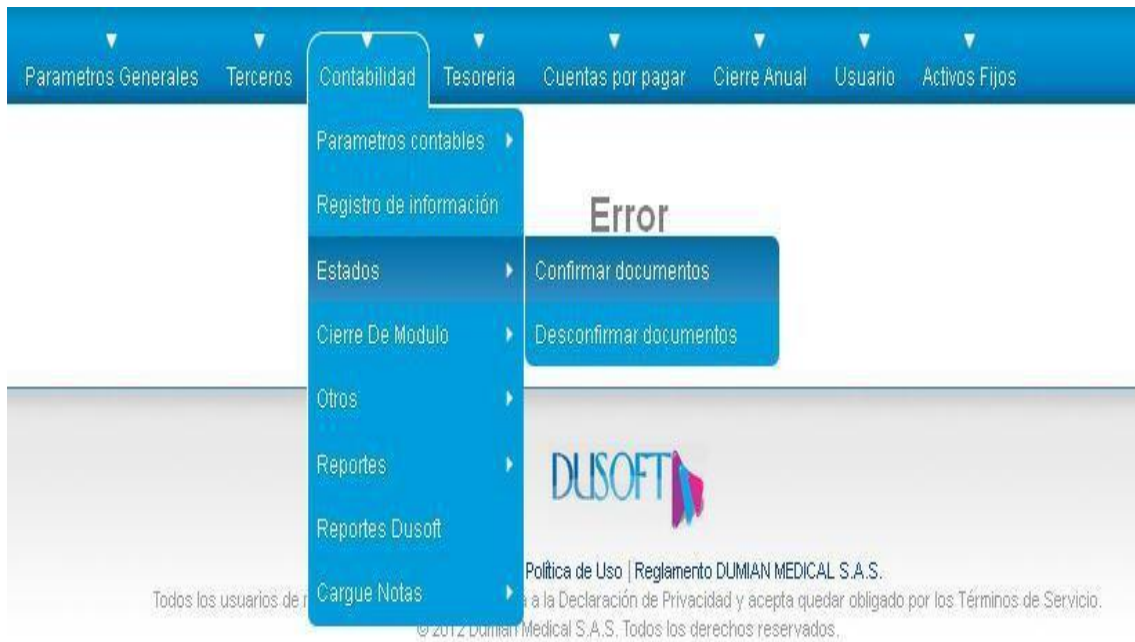 Parametros Generales Terceros Contabilidad Tesoreria Cuentas por pagar Cierre Anual Usuario Activos Fijos
Parametros contables
Registro de información
Error
Estados Confirmar documentos
Cierre De Modulo Desconfirmar documentos
Otros
Reportes
DUSOFT
Reportes Dusoft
Política de Uso | Reglamento DUMIAN MEDICAL S.A.S.
Cargue Notas
Todos los usuarios de a la Declaración de Privacidad y acepta quedar obligado por los Términos de Servicio.
© 2012 Dumian Medical S.A.S. Todos los derechos reservados.